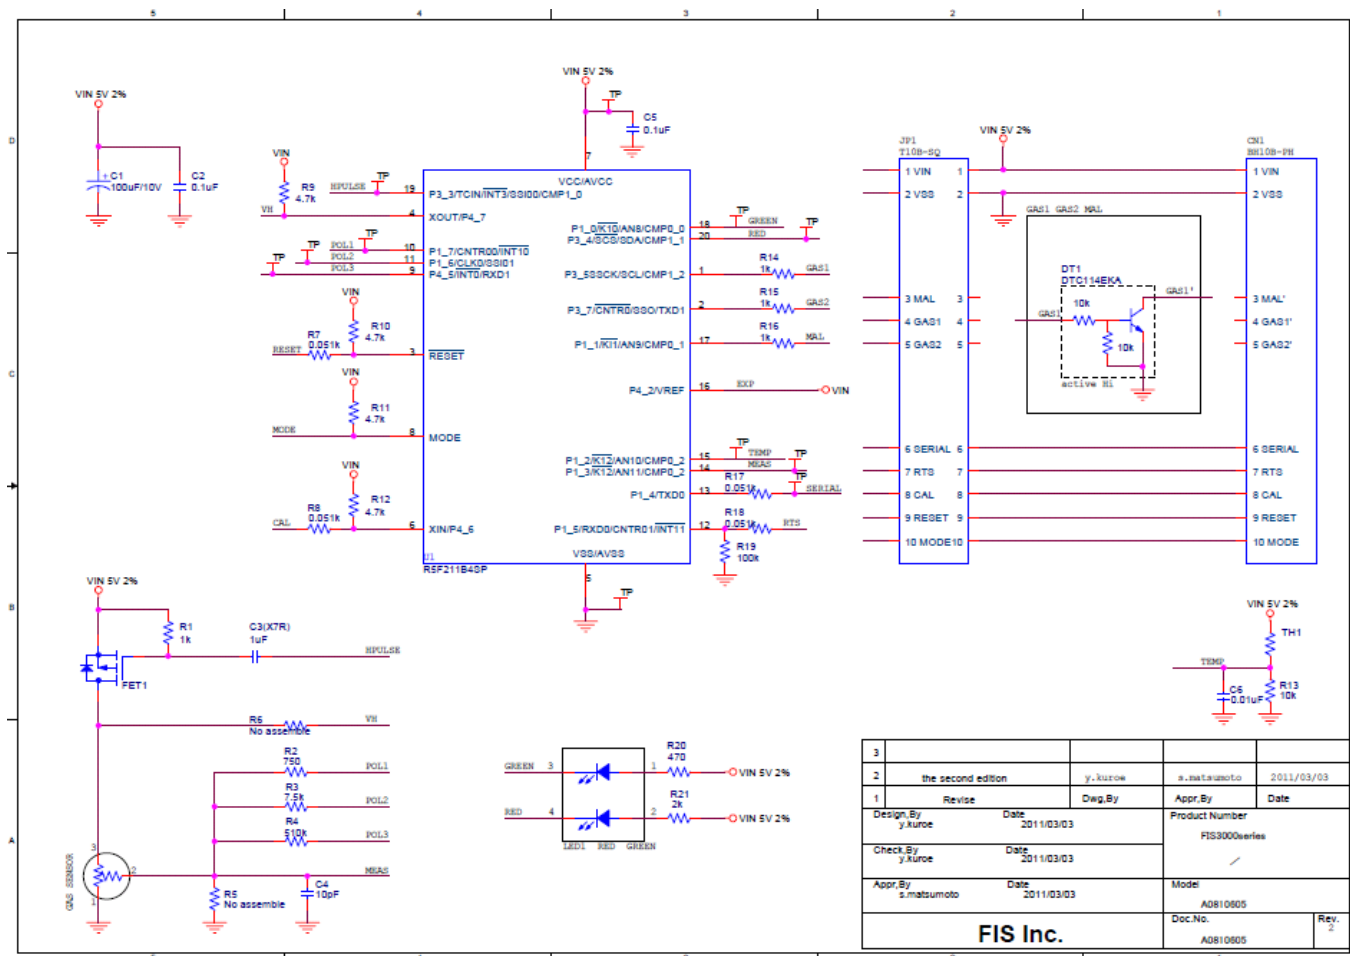 5 4 3 2 1
D
C
B
A
VIN 5V 2%
C1
100uF/10V
C2
0.1uF
VIN 5V 2%
TP
C5
0.1uF
7
VIN
R9
4.7k
VH
HPULSE
TP
19
4
POL1
TP
10
POL2
TP
11
POL3
TP
9
VIN
R10
4.7k
R7
0.051k
RESET
3
VIN
R11
4.7k
MODE
8
VIN
R12
4.7k
R8
0.051k
CAL
6
VCC/AVCC
P3_3/TCIN/INT3/SSI00/CMP1_0
XOUT/P4_7
P1_7/CNTR00/INT10
P1_6/CLK0/SSI01
P4_5/INT0/RXD1
RESET
MODE
XIN/P4_6
P1_0/K10/AN8/CMP0_0
P3_4/SCS/SDA/CMP1_1
P3_5SSCK/SCL/CMP1_2
P3_7/CNTR0/SSO/TXD1
P1_1/KI1/AN9/CMP0_1
P4_2/VREF
P1_2/K12/AN10/CMP0_2
P1_3/K12/AN11/CMP0_2
P1_4/TXD0
P1_5/RXD0/CNTR01/INT11
VSS/AVSS
U1
R5F211B4SP
5
TP
18
TP
GREEN
20
RED
TP
1
R14
1k
GAS1
2
R15
1k
GAS2
17
R16
1k
MAL
16
EXP
VIN
15
TP
TEMP
14
MEAS
TP
13
R17
0.051k
TP
SERIAL
12
R18
0.051k
RTS
R19
100k
JP1
T10B-SQ
1 VIN 1
2 VSS 2
3 MAL 3
4 GAS1 4
5 GAS2 5
6 SERIAL 6
7 RTS 7
8 CAL 8
9 RESET 9
10 MODE10
VIN 5V 2%
GAS1 GAS2 MAL
DT1
DTC114EKA
10k
10k
GAS1
GAS1'
active Hi
CN1
BH10B-PH
1 VIN
2 VSS
3 MAL'
4 GAS1'
5 GAS2'
6 SERIAL
7 RTS
8 CAL
9 RESET
10 MODE
VIN 5V 2%
R1
1k
C3(X7R)
1uF
HPULSE
FET1
R6
No assemble
VH
R2
750
POL1
R3
7.5k
POL2
R4
510k
POL3
GAS SENSOR
3
2
1
MEAS
R5
No assemble
C4
10pF
GREEN 3
RED 4
1
2
LED1 RED GREEN
R20
470
VIN 5V 2%
R21
2k
VIN 5V 2%
VIN 5V 2%
TH1
TEMP
C6
0.01uF
R13
10k
3
2 the second edition y.kuroe s.matsumoto 2011/03/03
1 Revise Dwg,By Appr,By Date
Design,By Date Product Number
y.kuroe 2011/03/03
FIS3000series
Check,By Date
y.kuroe 2011/03/03
Appr,By Date Model
s.matsumoto 2011/03/03
A0810605
FIS Inc.
Doc.No. Rev.
A0810605 2